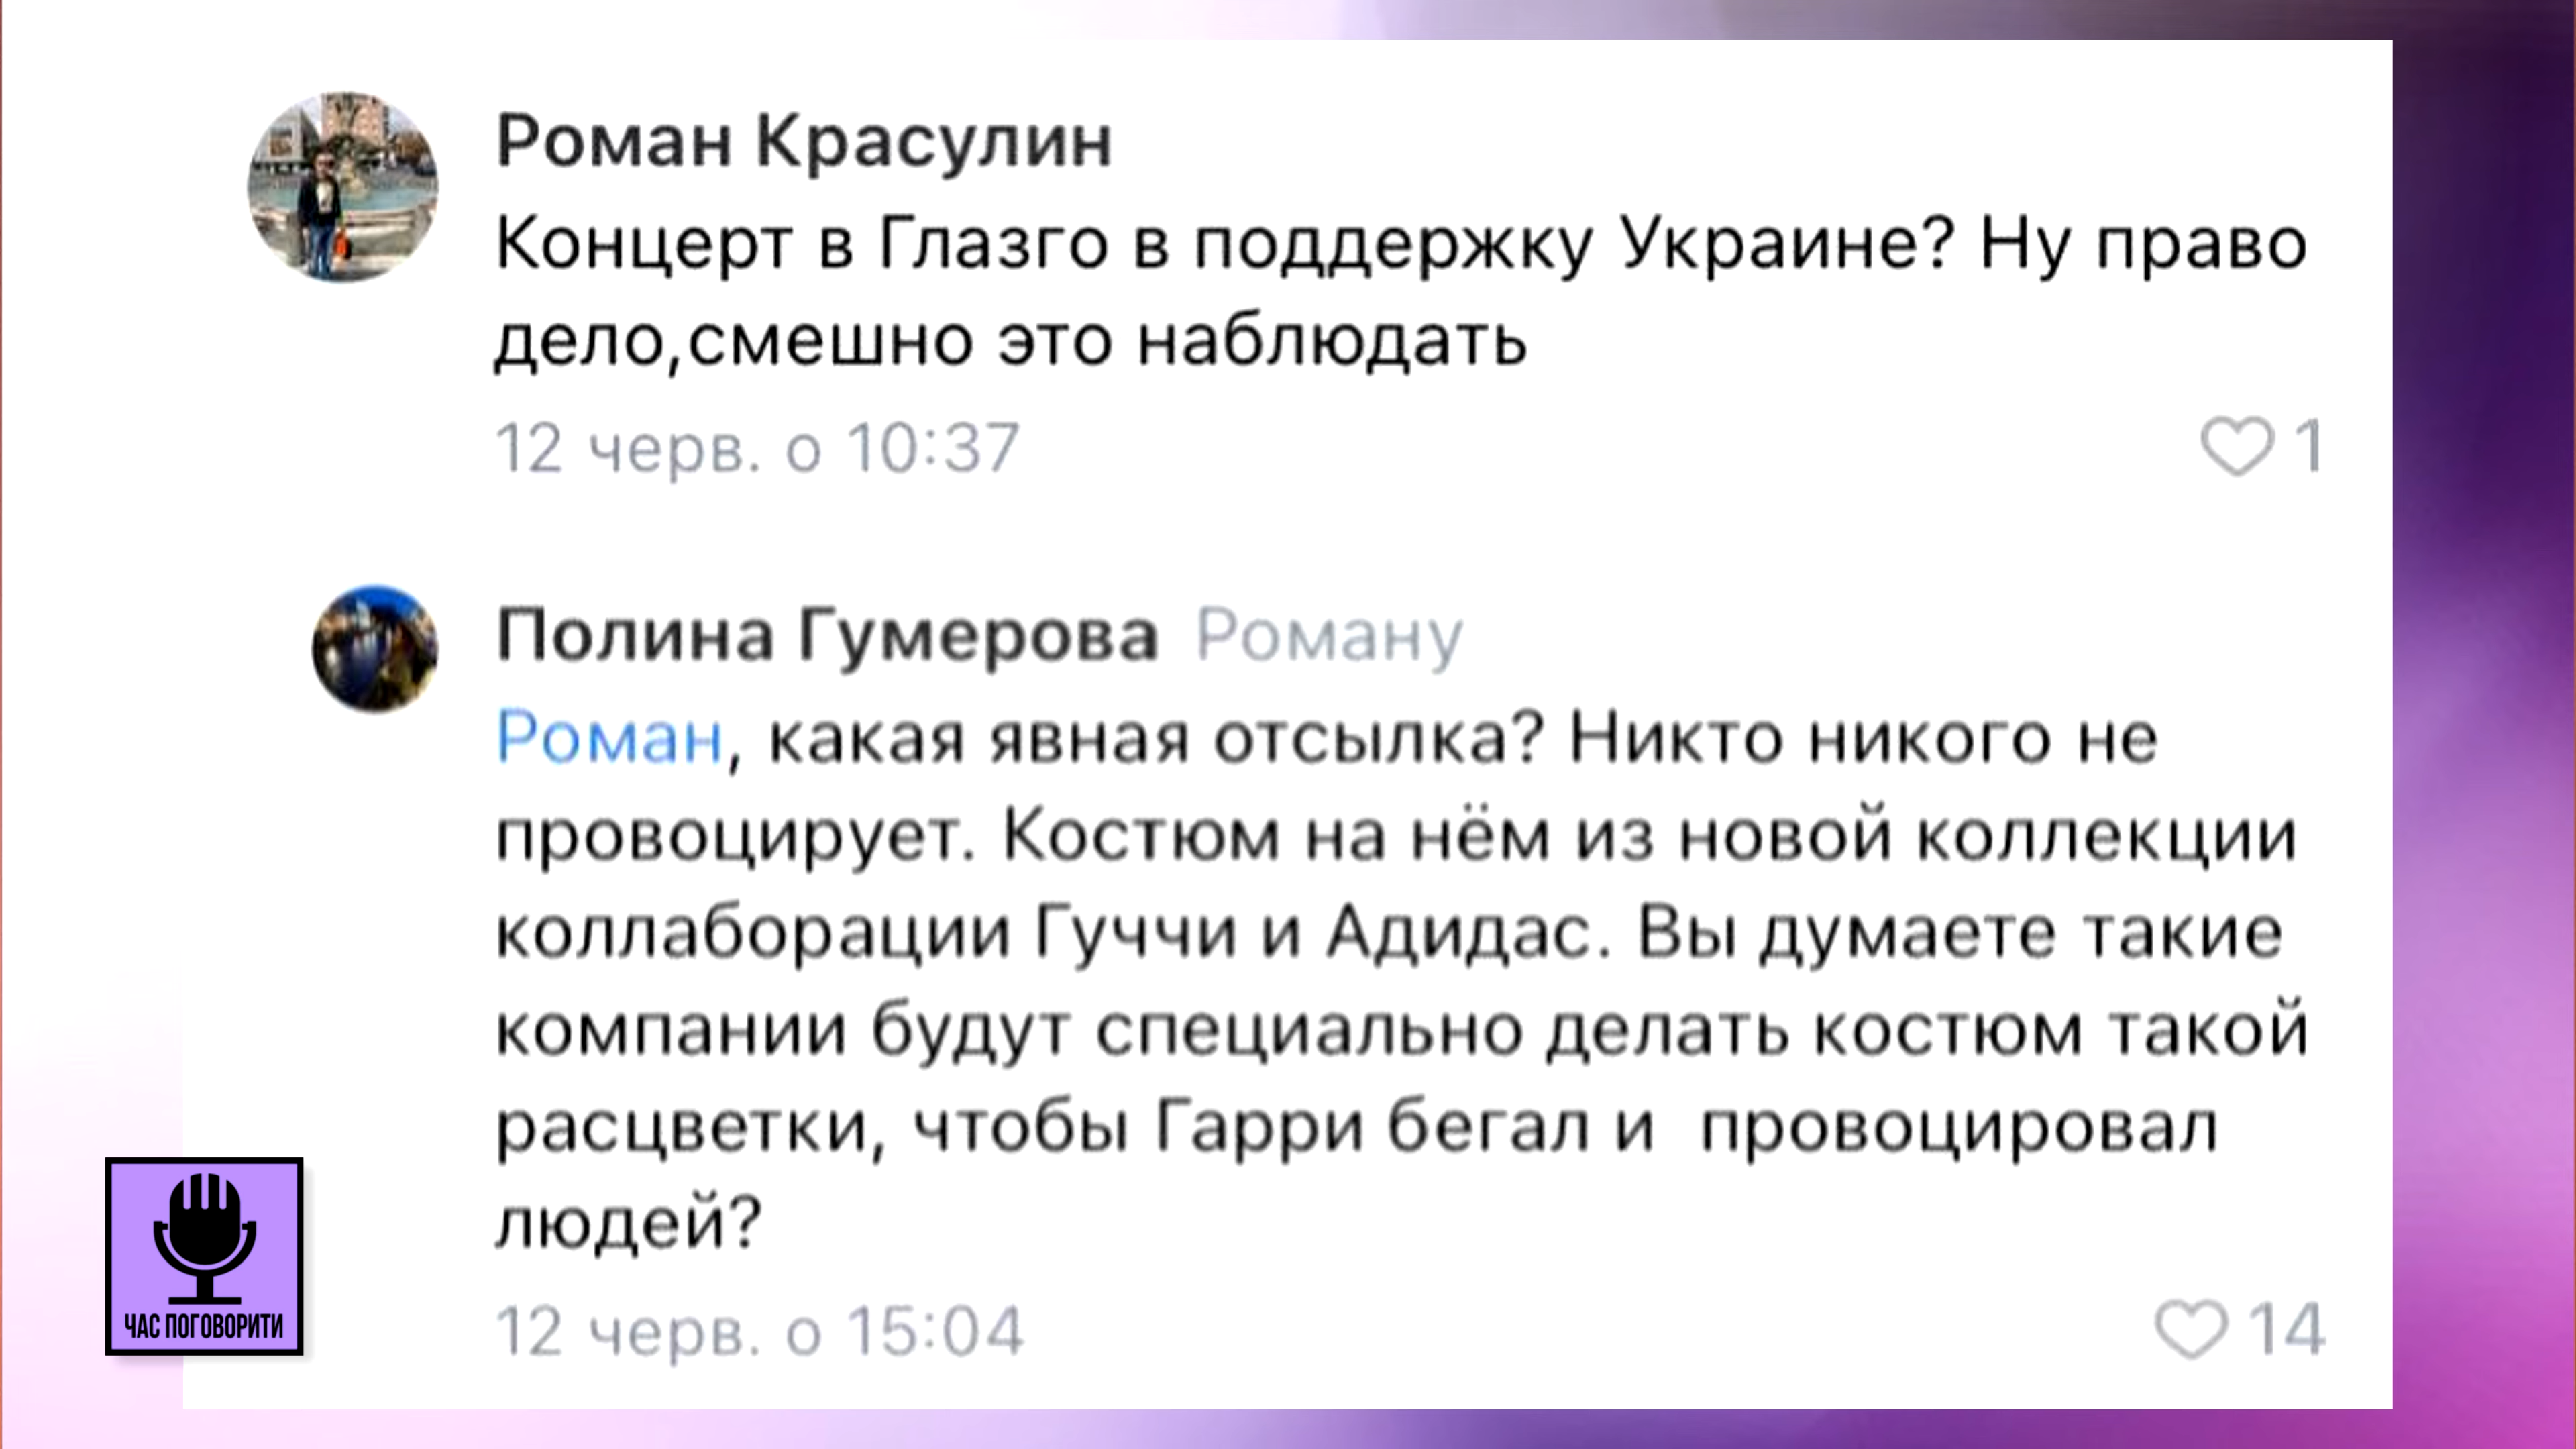 Роман Красулин
Концерт в Глазго в поддержку Украине? Ну право
дело,смешно это наблюдать
12 черв. о 10:37
1
Полина Гумерова Роману
Роман, какая явная отсылка? Никто никого не
провоцирует. Костюм на нём из новой коллекции
коллаборации Гуччи и Адидас. Вы думаете такие
компании будут специально делать костюм такой
расцветки, чтобы Гарри бегал и  провоцировал
людей?
12 черв. о 15:04
14
ЧАС ПОГОВОРИТИ